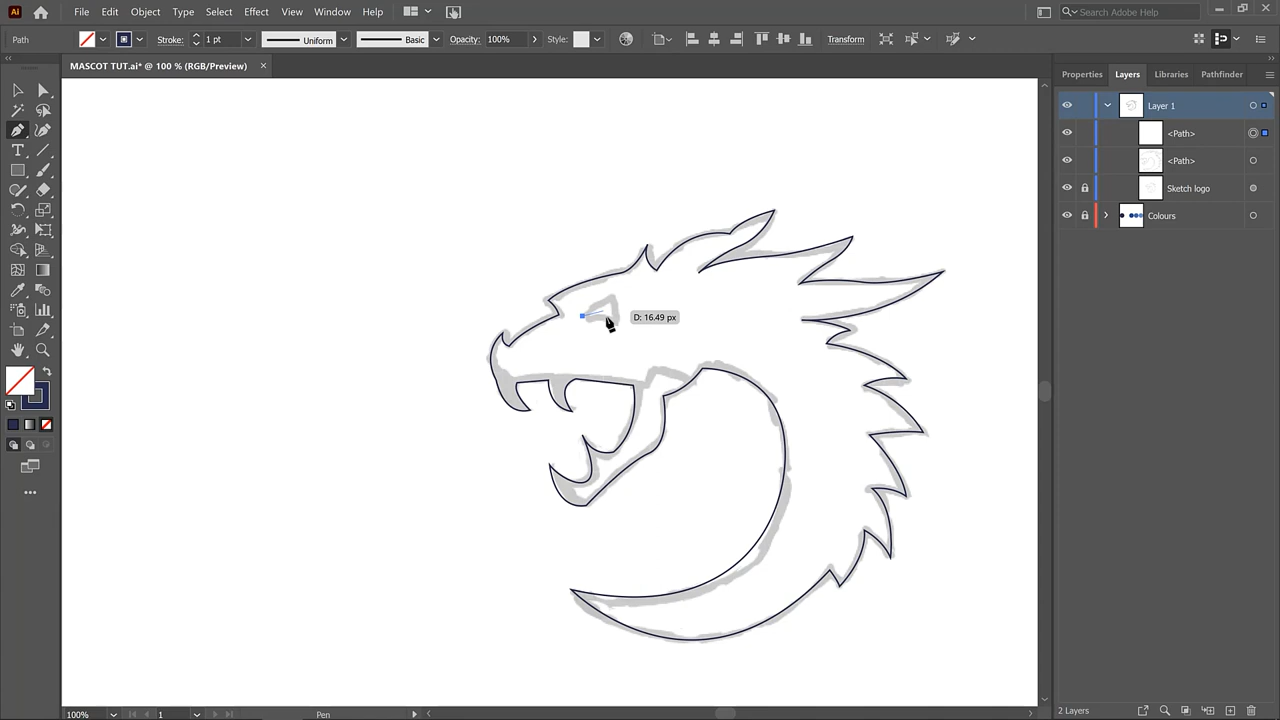 Ai File Edit Object Type Select Effect View Window Help Search Adobe Help
Path Stroke: 1 pt Uniform Basic Opacity: 100% Style: Transform
MASCOT TUT.ai* @ 100 % (RGB/Preview)
Properties Layers Libraries Pathfinder
Layer 1
<Path>
<Path>
Sketch logo
Colours
D: 16.49 px
100% 1 Pen
2 Layers